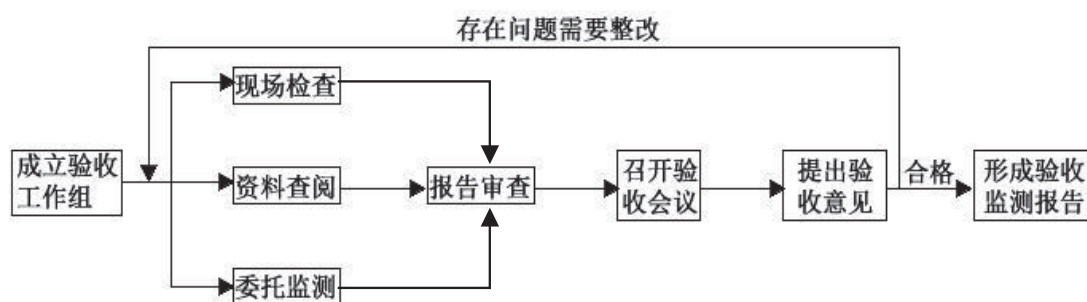 存在问题需要整改
现场检查
成立验收
工作组
资料查阅
报告审查
召开验
收会议
提出验
收意见
合格
形成验收
监测报告
委托监测